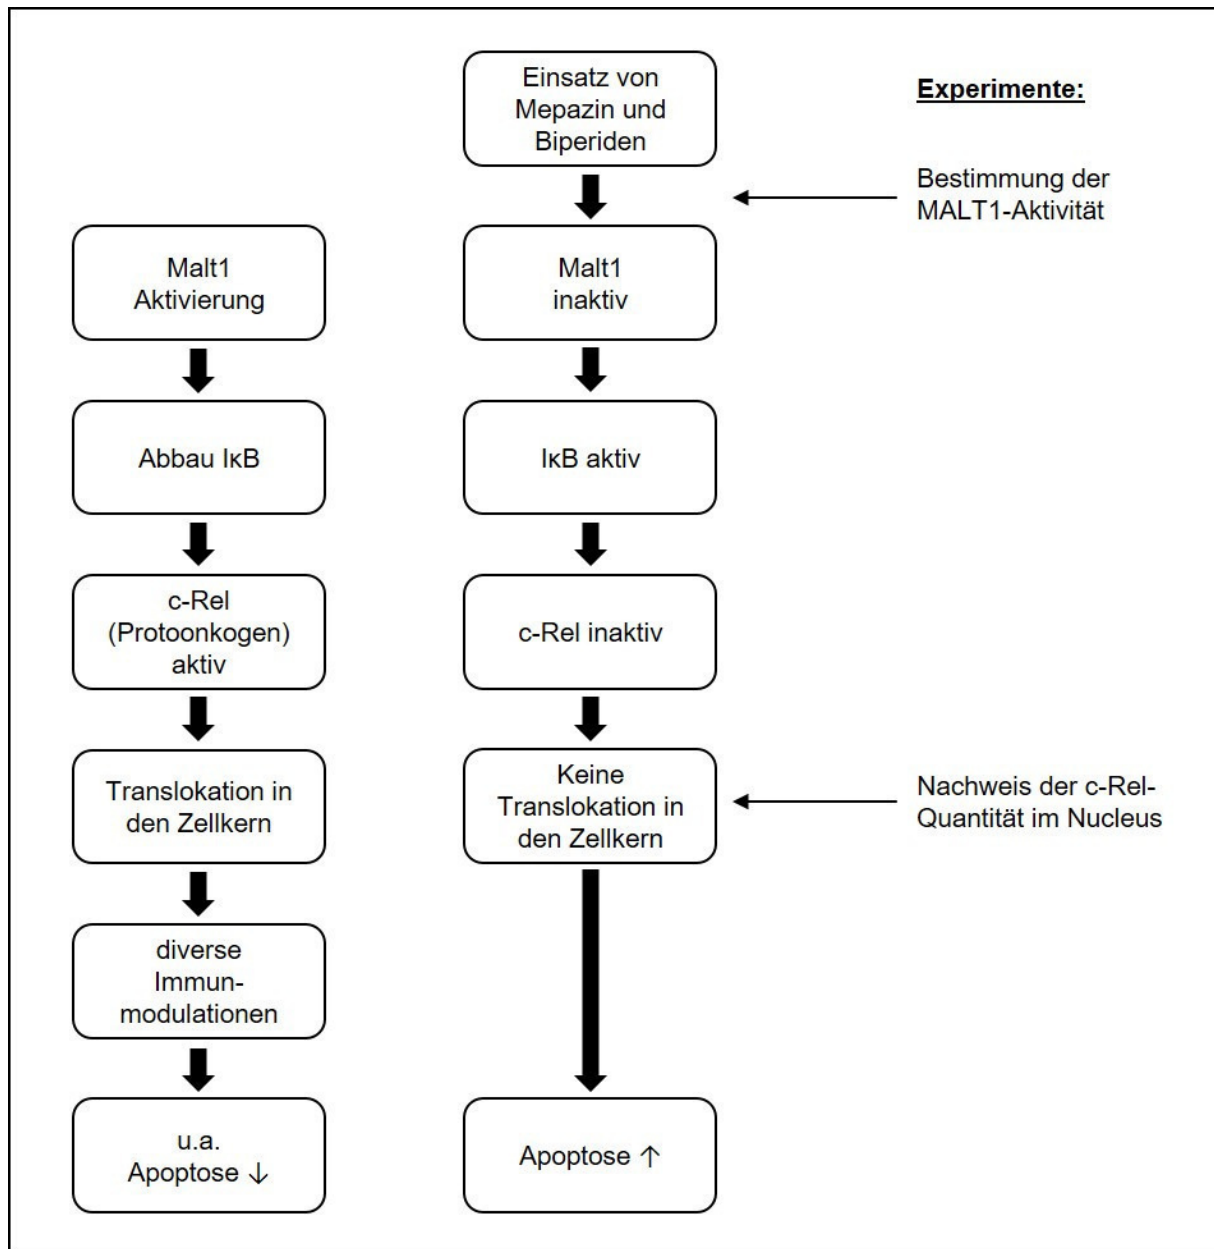 Einsatz von
Mepazin und
Biperiden
Experimente:
Bestimmung der
MALT1-Aktivität
Malt1
Aktivierung
Malt1
inaktiv
Abbau IκB
IκB aktiv
c-Rel
(Protoonkogen)
aktiv
c-Rel inaktiv
Translokation in
den Zellkern
Keine
Translokation in
den Zellkern
Nachweis der c-Rel-
Quantität im Nucleus
diverse
Immun-
modulationen
u.a.
Apoptose ↓
Apoptose ↑